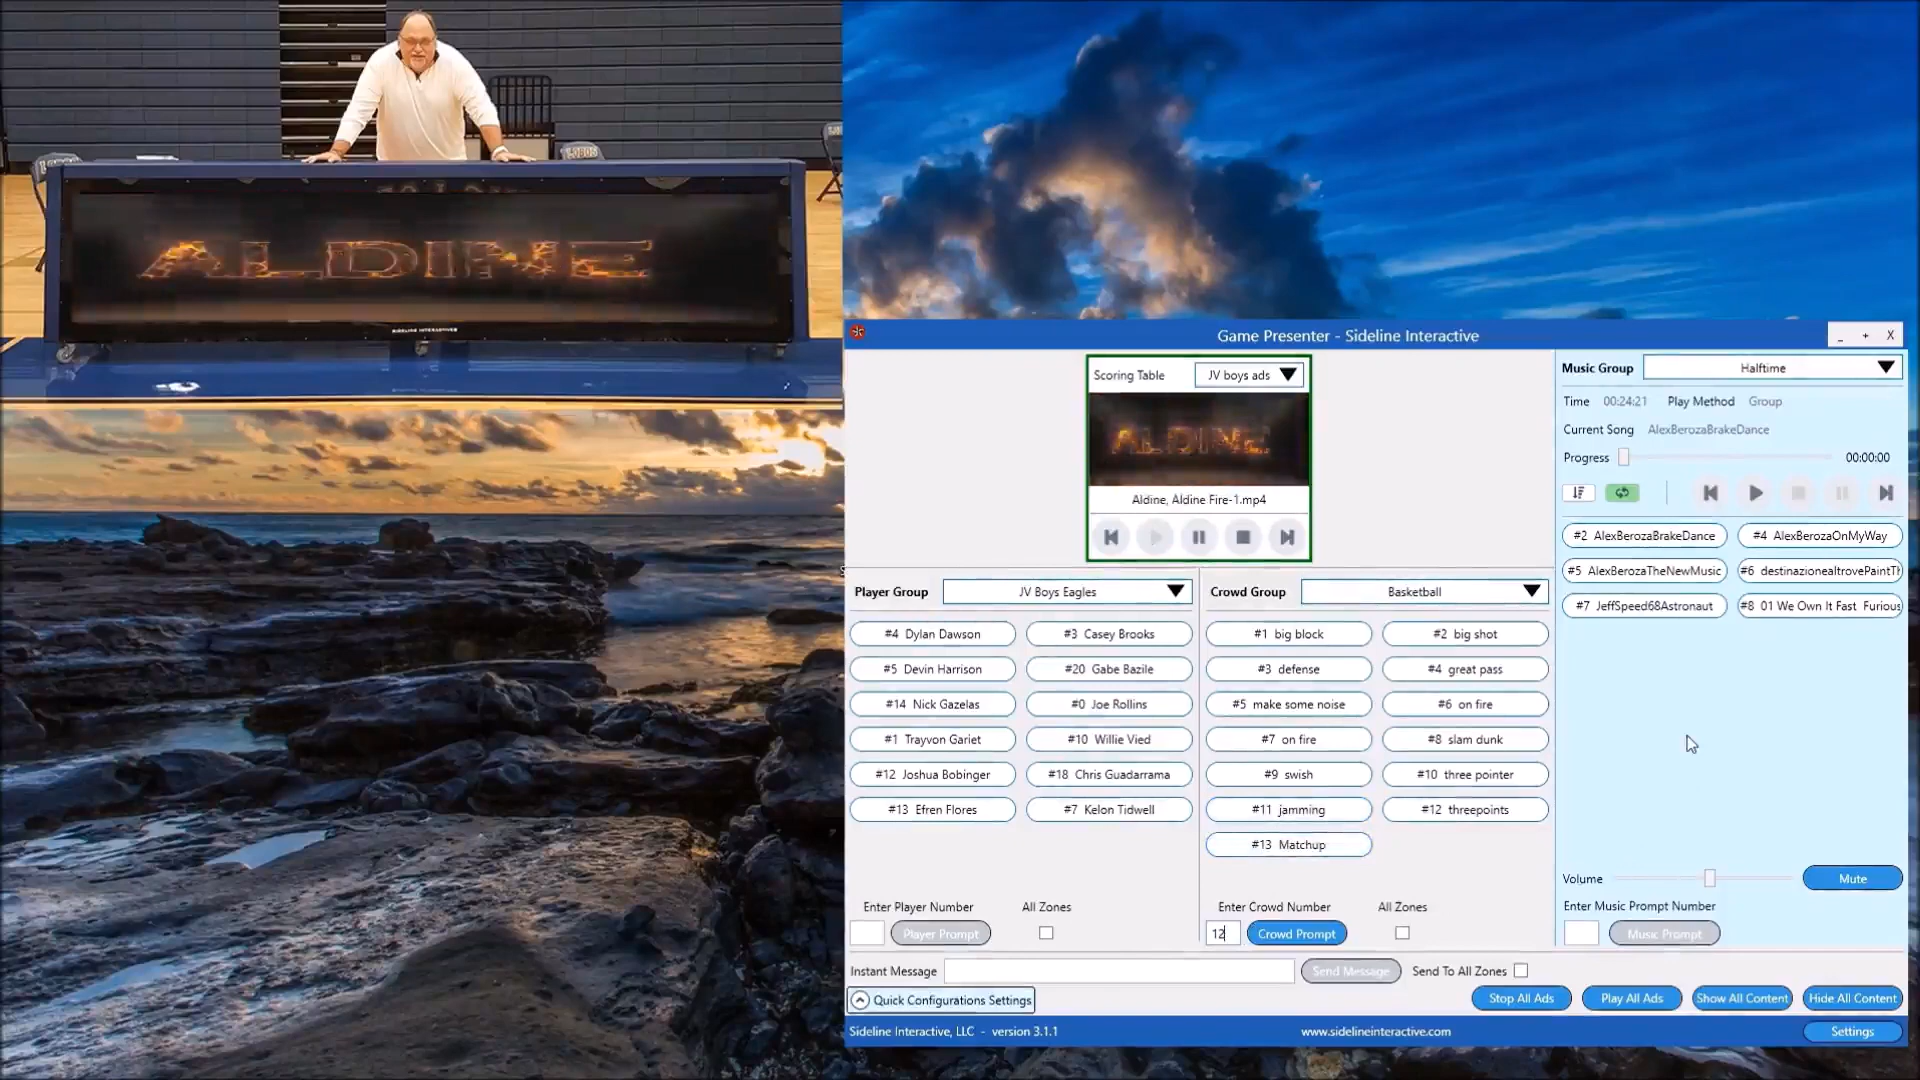 LOBOS
ALDINE
SIDELINE INTERACTIVE
Game Presenter - Sideline Interactive
_ + X
Scoring Table
JV boys ads
ALDINE
Aldine, Aldine Fire-1.mp4
Music Group
Halftime
Time 00:24:21 Play Method Group
Current Song AlexBerozaBrakeDance
Progress 00:00:00
#2 AlexBerozaBrakeDance
#4 AlexBerozaOnMyWay
#5 AlexBerozaTheNewMusic
#6 destinazionealtrovePaintTh
#7 JeffSpeed68Astronaut
#8 01 We Own It Fast Furious
Player Group
JV Boys Eagles
#4 Dylan Dawson
#3 Casey Brooks
#5 Devin Harrison
#20 Gabe Bazile
#14 Nick Gazelas
#0 Joe Rollins
#1 Trayvon Gariet
#10 Willie Vied
#12 Joshua Bobinger
#18 Chris Guadarrama
#13 Efren Flores
#7 Kelon Tidwell
Enter Player Number
All Zones
Player Prompt
Crowd Group
Basketball
#1 big block
#2 big shot
#3 defense
#4 great pass
#5 make some noise
#6 on fire
#7 on fire
#8 slam dunk
#9 swish
#10 three pointer
#11 jamming
#12 threepoints
#13 Matchup
Enter Crowd Number
All Zones
12
Crowd Prompt
Volume
Mute
Enter Music Prompt Number
Music Prompt
Instant Message
Send Message
Send To All Zones
Quick Configurations Settings
Stop All Ads
Play All Ads
Show All Content
Hide All Content
Sideline Interactive, LLC - version 3.1.1
www.sidelineinteractive.com
Settings